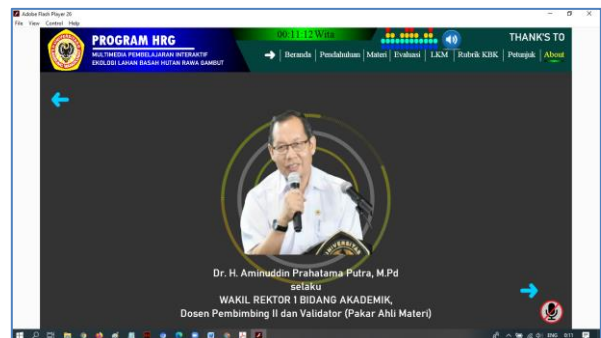 Adobe Flash Player 26
File View Control Help
PROGRAM HRG
MULTIMEDIA PEMBELAJARAN INTERAKTIF
EKOLOGI LAHAN BASAH HUTAN RAWA GAMBUT
00:11:12 Wita
THANK'S TO
Beranda | Pendahuluan | Materi | Evaluasi | LKM | Rubrik KBK | Petunjuk | About
Dr. H. Aminuddin Prahatama Putra, M.Pd
selaku
WAKIL REKTOR 1 BIDANG AKADEMIK,
Dosen Pembimbing II dan Validator (Pakar Ahli Materi)
ENG 0:11